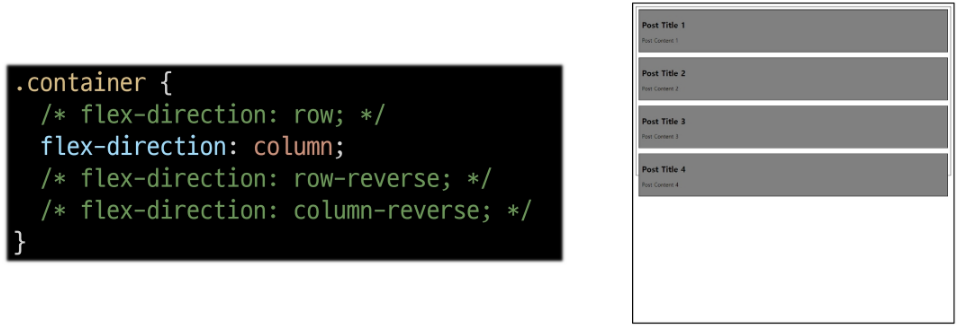 .container {
/* flex-direction: row; */
flex-direction: column;
/* flex-direction: row-reverse; */
/* flex-direction: column-reverse; */
}
Post Title 1
Post Content 1
Post Title 2
Post Content 2
Post Title 3
Post Content 3
Post Title 4
Post Content 4